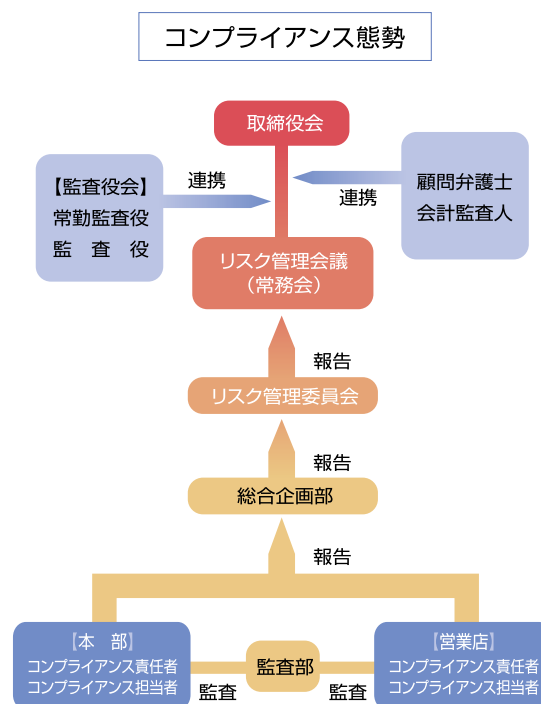 コンプライアンス態勢
取締役会
【監査役会】
常勤監査役
監　査　役
連携
連携
顧問弁護士
会計監査人
リスク管理会議
（常務会）
報告
リスク管理委員会
報告
総合企画部
報告
【本　部】
コンプライアンス責任者
コンプライアンス担当者
監査
監査部
監査
【営業店】
コンプライアンス責任者
コンプライアンス担当者